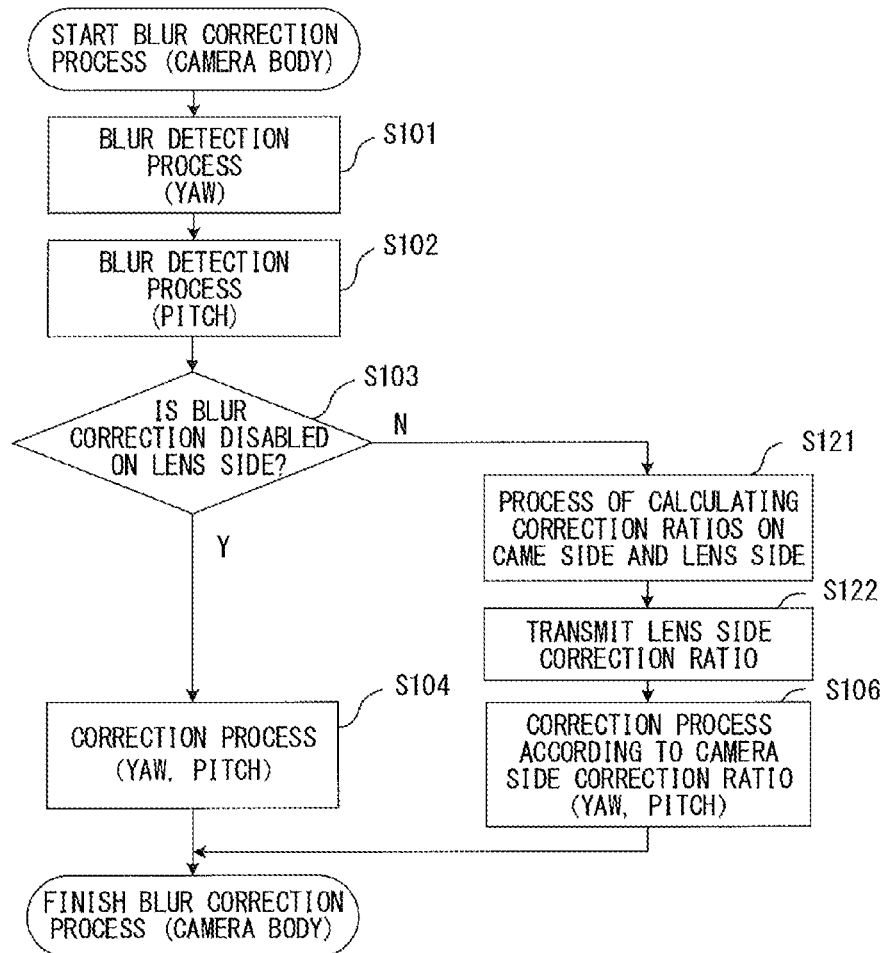 START BLUR CORRECTION
PROCESS (CAMERA BODY)
BLUR DETECTION
PROCESS
(YAW)
S101
BLUR DETECTION
PROCESS
(PITCH)
S102
IS BLUR
CORRECTION DISABLED
ON LENS SIDE?
S103
N
Y
PROCESS OF CALCULATING
CORRECTION RATIOS ON
CAME SIDE AND LENS SIDE
S121
TRANSMIT LENS SIDE
CORRECTION RATIO
S122
CORRECTION PROCESS
(YAW, PITCH)
S104
CORRECTION PROCESS
ACCORDING TO CAMERA
SIDE CORRECTION RATIO
(YAW, PITCH)
S106
FINISH BLUR CORRECTION
PROCESS (CAMERA BODY)